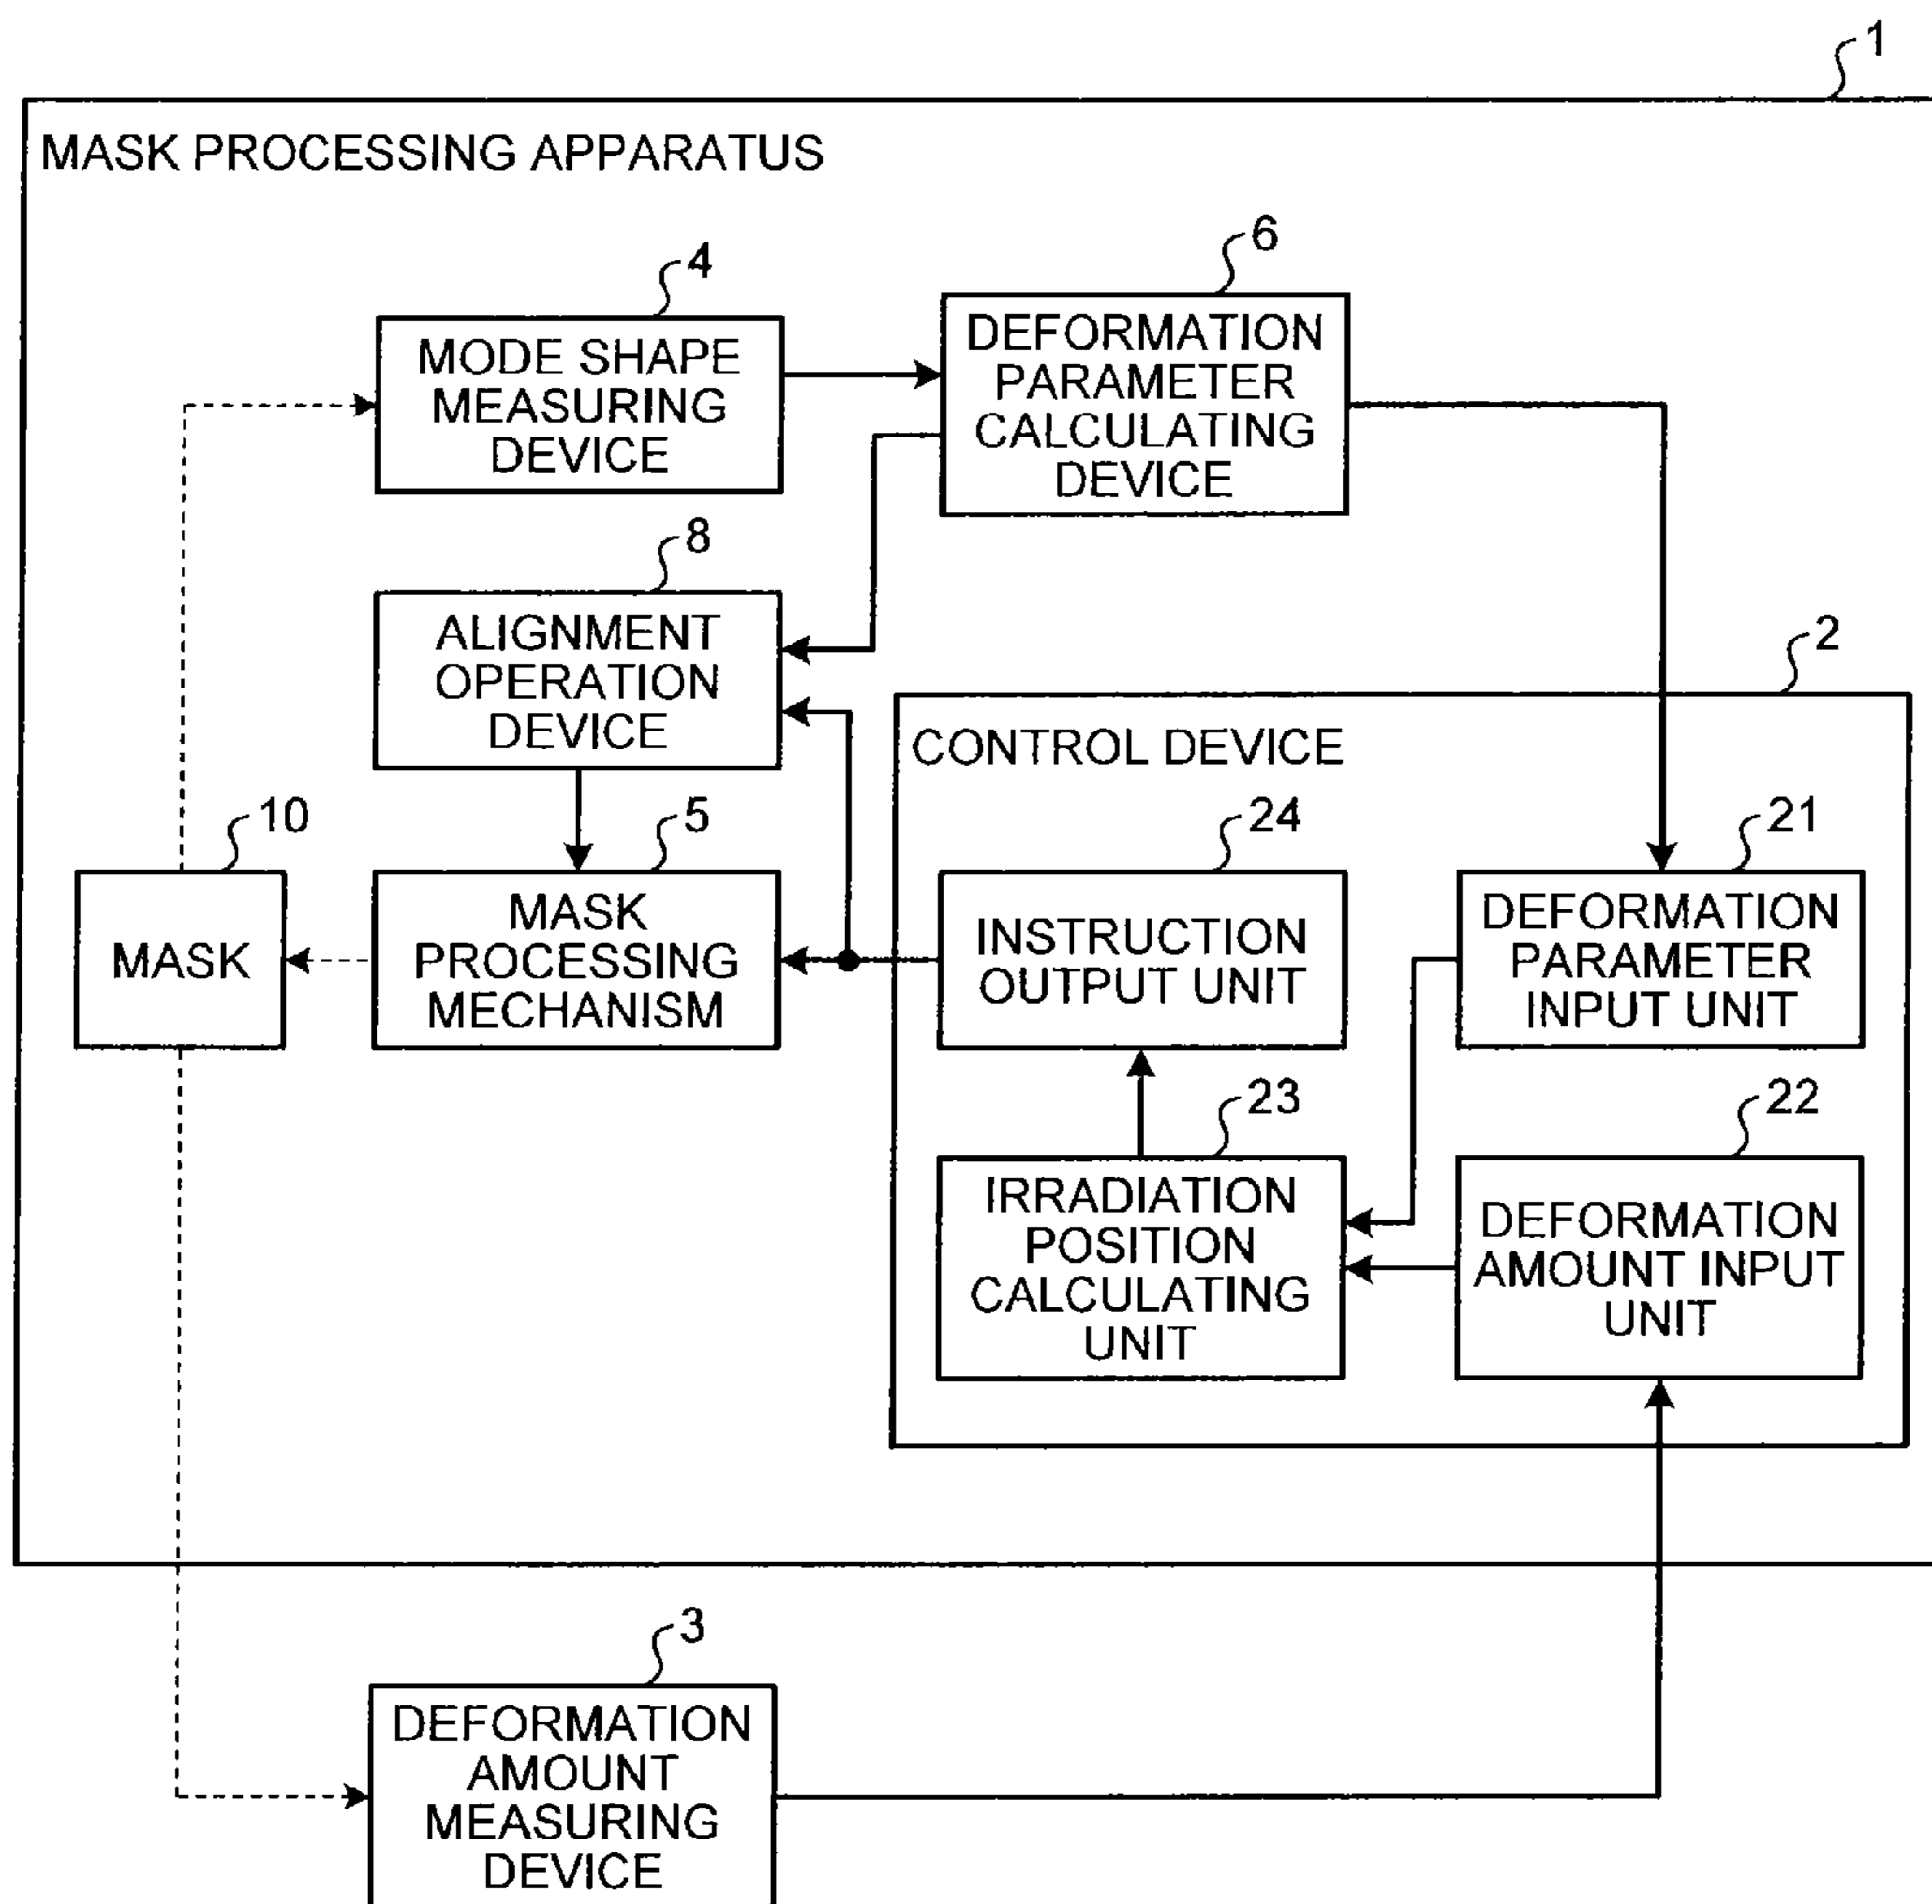 1
MASK PROCESSING APPARATUS
4
MODE SHAPE
MEASURING
DEVICE
6
DEFORMATION
PARAMETER
CALCULATING
DEVICE
8
ALIGNMENT
OPERATION
DEVICE
2
CONTROL DEVICE
10
MASK
5
MASK
PROCESSING
MECHANISM
24
INSTRUCTION
OUTPUT UNIT
21
DEFORMATION
PARAMETER
INPUT UNIT
23
IRRADIATION
POSITION
CALCULATING
UNIT
22
DEFORMATION
AMOUNT INPUT
UNIT
3
DEFORMATION
AMOUNT
MEASURING
DEVICE